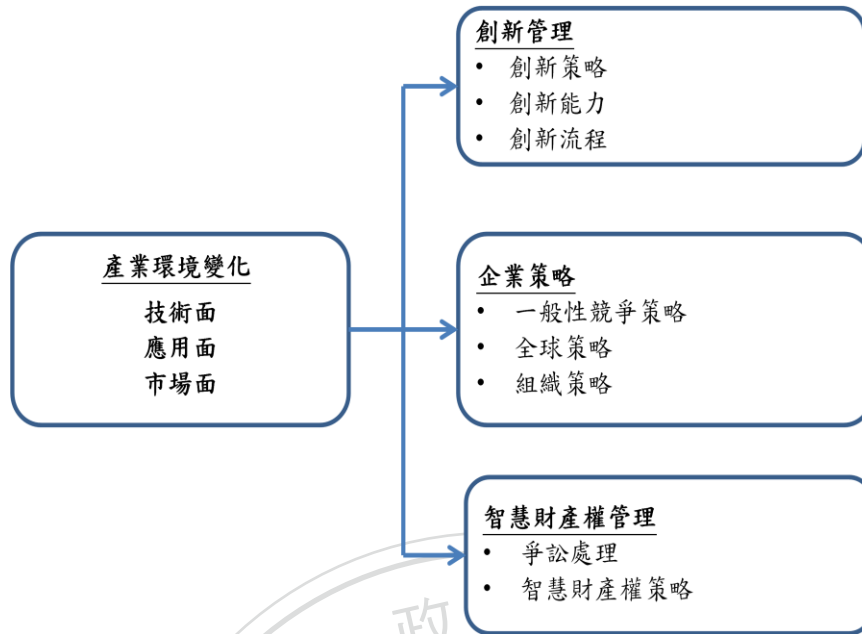 創新管理
• 創新策略
• 創新能力
• 創新流程
產業環境變化
技術面
應用面
市場面
企業策略
• 一般性競爭策略
• 全球策略
• 組織策略
智慧財產權管理
• 爭訟處理
• 智慧財產權策略
政